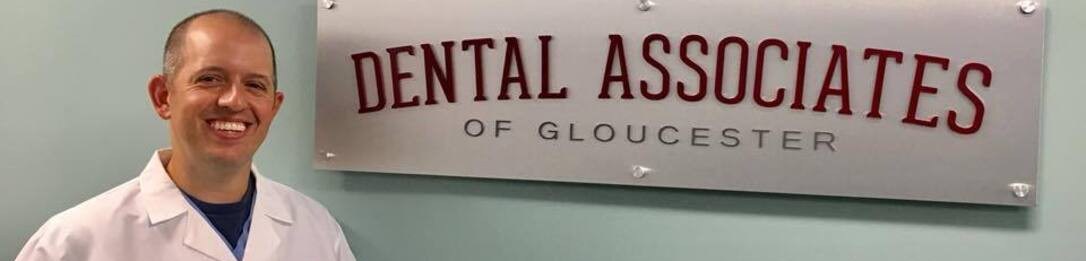 DENTAL ASSOCIATES
OF GLOUCESTER